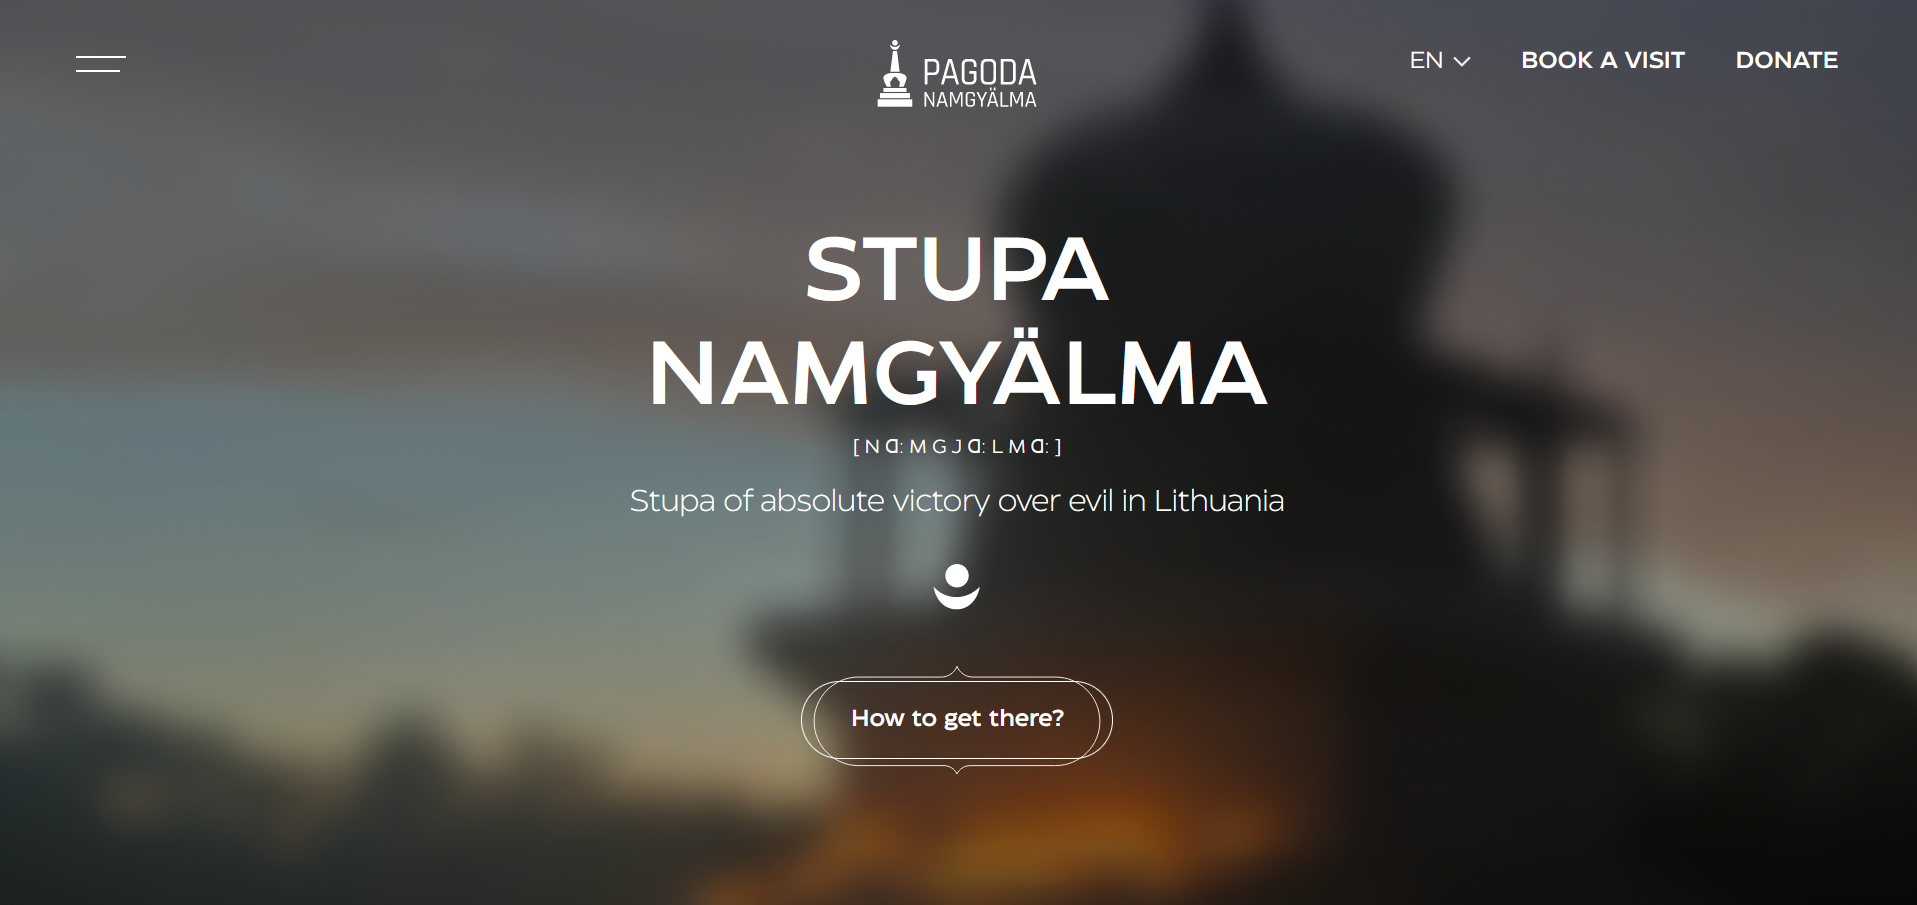 PAGODA
NAMGYÄLMA
EN
BOOK A VISIT
DONATE
STUPA
NAMGYÄLMA
[NɑːMGJɑːLMɑː]
Stupa of absolute victory over evil in Lithuania
How to get there?